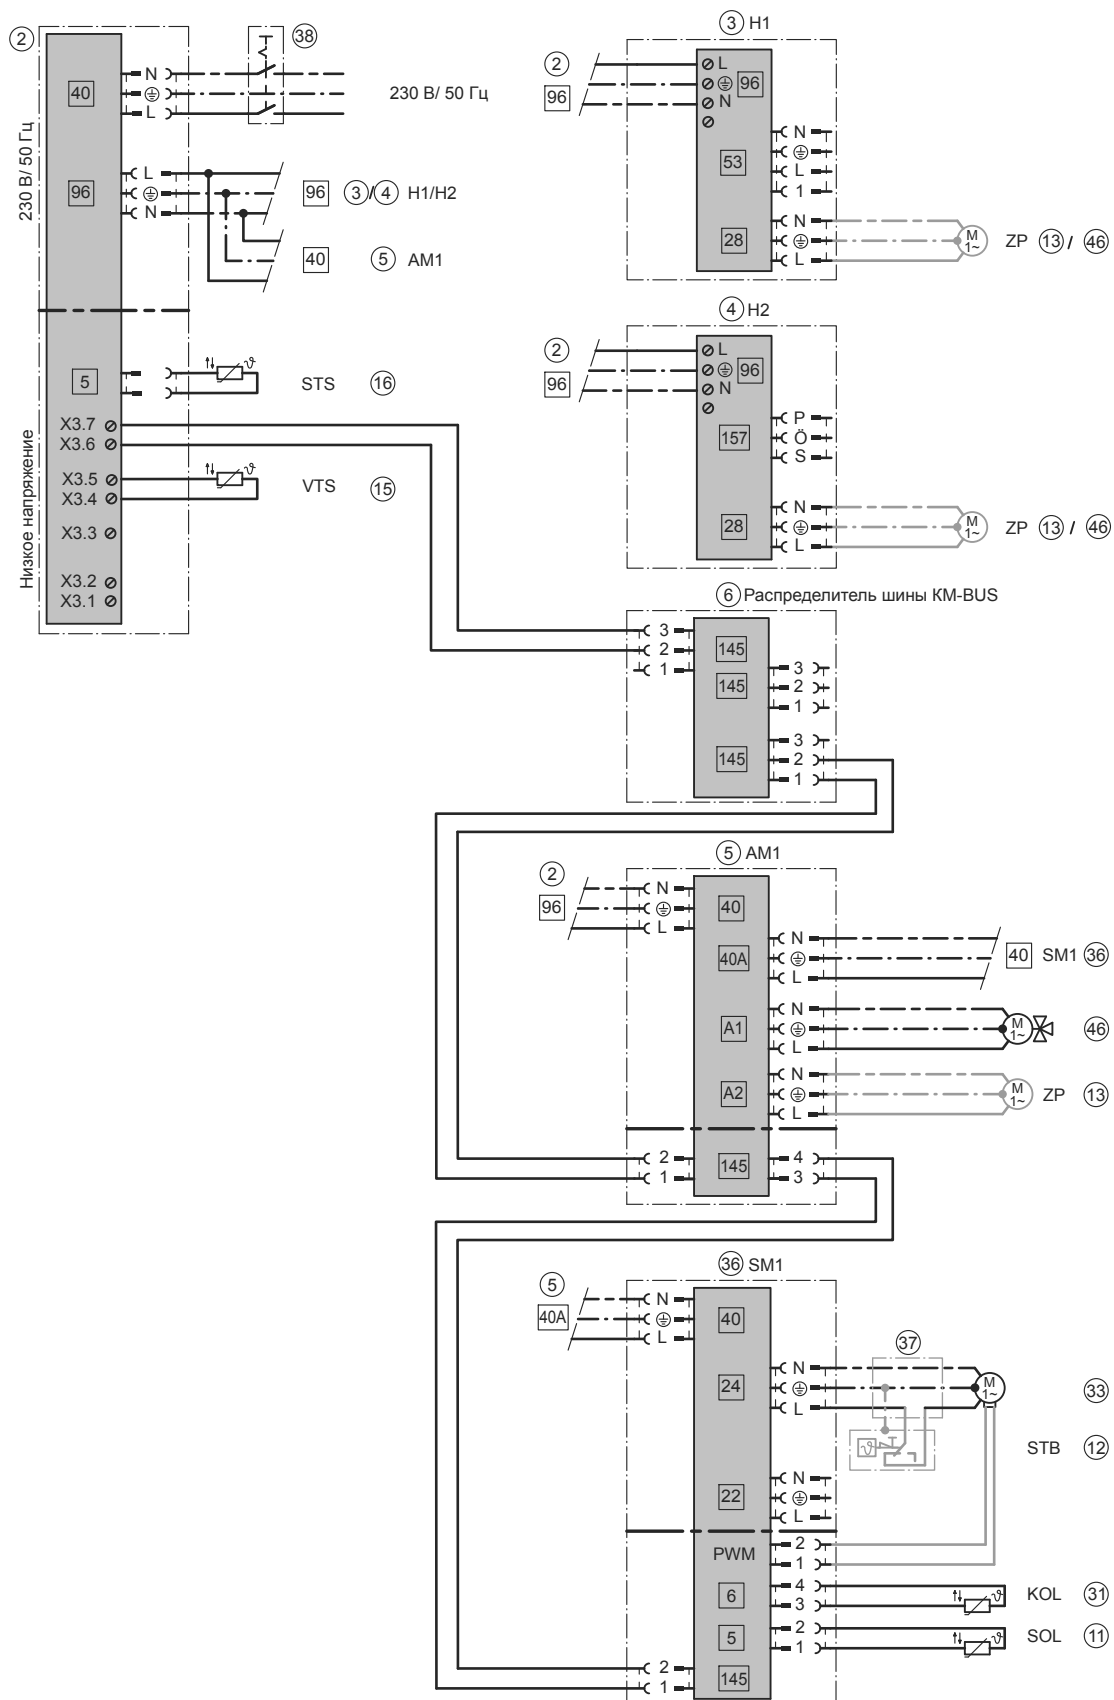 2
38
230 В/ 50 Гц
Низкое напряжение
40
N
L
230 В/ 50 Гц
96
L
N
96 3 / 4 H1/H2
40 5 AM1
5
STS 16
X3.7
X3.6
X3.5
X3.4
VTS 15
X3.3
X3.2
X3.1
3 H1
2
96
L
N
96
53
N
L
1
28
N
L
M
1~
ZP 13 / 46
4 H2
2
96
L
N
96
157
P
Ö
S
28
N
L
M
1~
ZP 13 / 46
6 Распределитель шины KM-BUS
3
2
1
145
145
3
2
1
145
3
2
1
5 AM1
2
96
N
L
40
40A
N
L
40 SM1 36
A1
N
L
M
1~
46
A2
N
L
M
1~
ZP 13
2
1
145
4
3
36 SM1
5
40A
N
L
40
37
24
N
L
M
1~
33
ϑ
STB 12
22
N
L
PWM
2
1
6
4
3
ϑ
KOL 31
5
2
1
ϑ
SOL 11
2
1
145